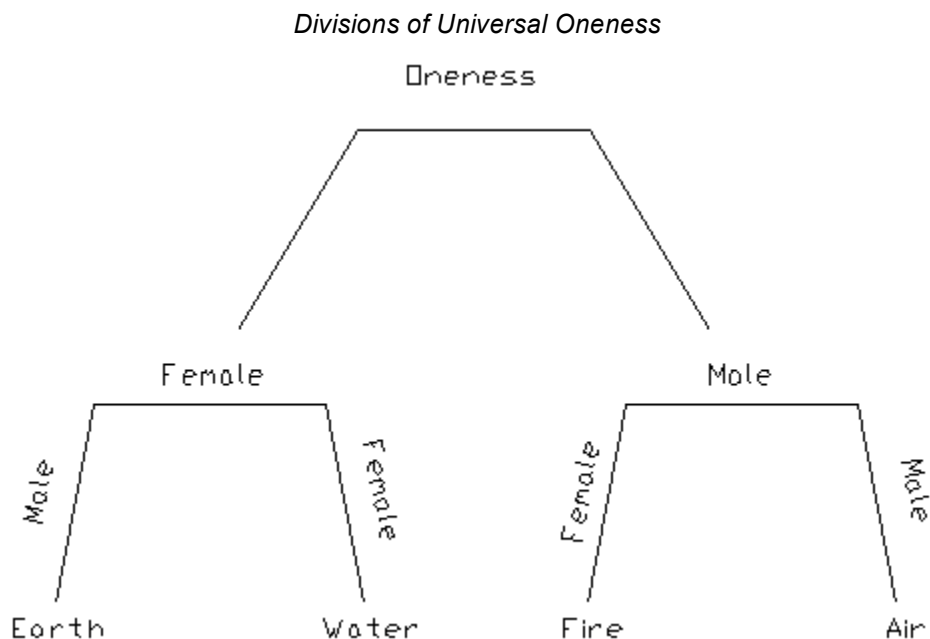 Divisions of Universal Oneness
Oneness
Female Male
Male Female Female Male
Earth Water Fire Air